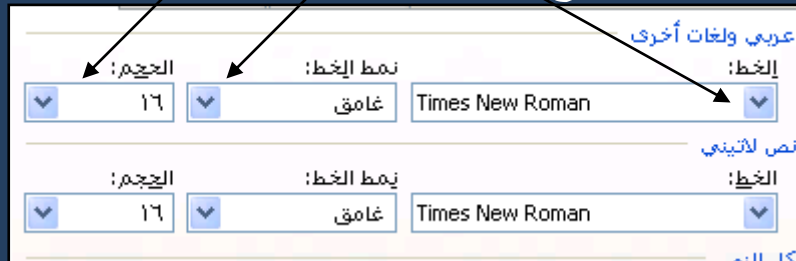 عربي ولغات أخرى
الخط: نمط الخط: الحجم:
Times New Roman غامق ١٦
نص لاتيني
الخط: نمط الخط: الحجم:
Times New Roman غامق ١٦